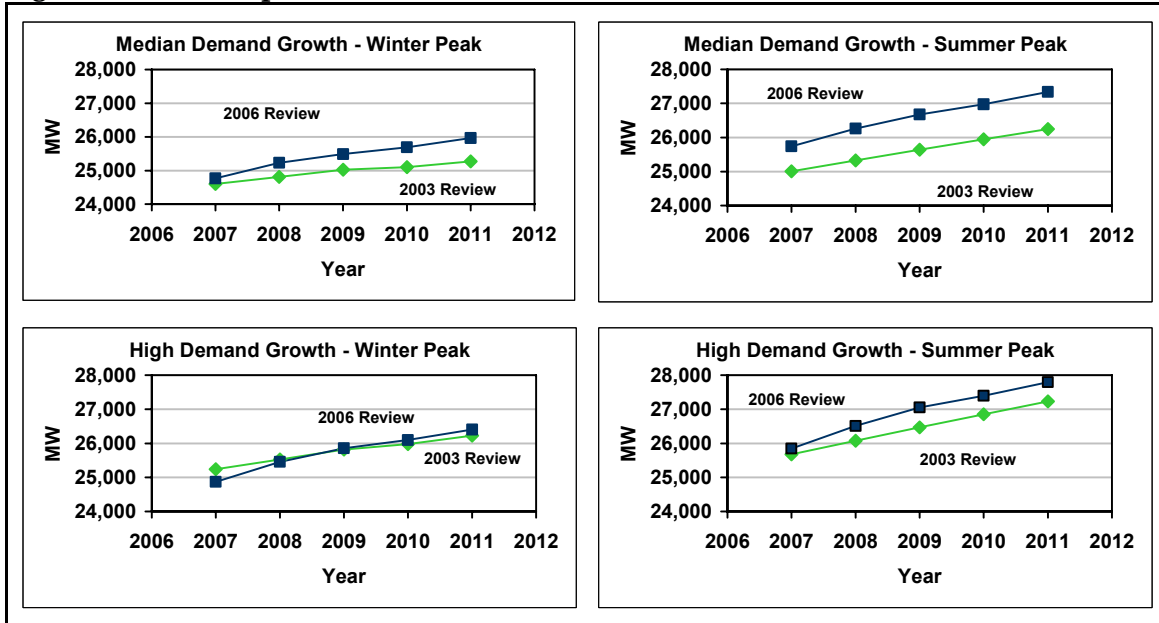 Median Demand Growth - Winter Peak
28,000
27,000
26,000
25,000
24,000
MW
2006 Review
2003 Review
2006 2007 2008 2009 2010 2011 2012
Year
Median Demand Growth - Summer Peak
28,000
27,000
26,000
25,000
24,000
MW
2006 Review
2003 Review
2006 2007 2008 2009 2010 2011 2012
Year
High Demand Growth - Winter Peak
28,000
27,000
26,000
25,000
24,000
MW
2006 Review
2003 Review
2006 2007 2008 2009 2010 2011 2012
Year
High Demand Growth - Summer Peak
28,000
27,000
26,000
25,000
24,000
MW
2006 Review
2003 Review
2006 2007 2008 2009 2010 2011 2012
Year